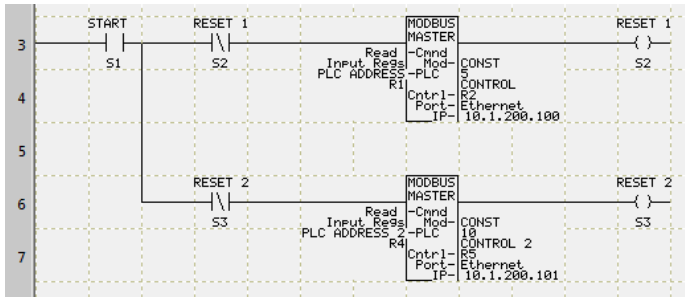 START RESET 1 MODBUS RESET 1
3 MASTER
S1 S2 Read -Cmnd S2
Input Regs Mod- CONST
PLC ADDRESS -PLC 5
R1 CONTROL
4 Cntrl- R2
Port- Ethernet
IP- 10.1.200.100
5
RESET 2 MODBUS RESET 2
6 MASTER
S3 Read -Cmnd S3
Input Regs Mod- CONST
PLC ADDRESS 2 -PLC 10
R4 CONTROL 2
7 Cntrl- R5
Port- Ethernet
IP- 10.1.200.101